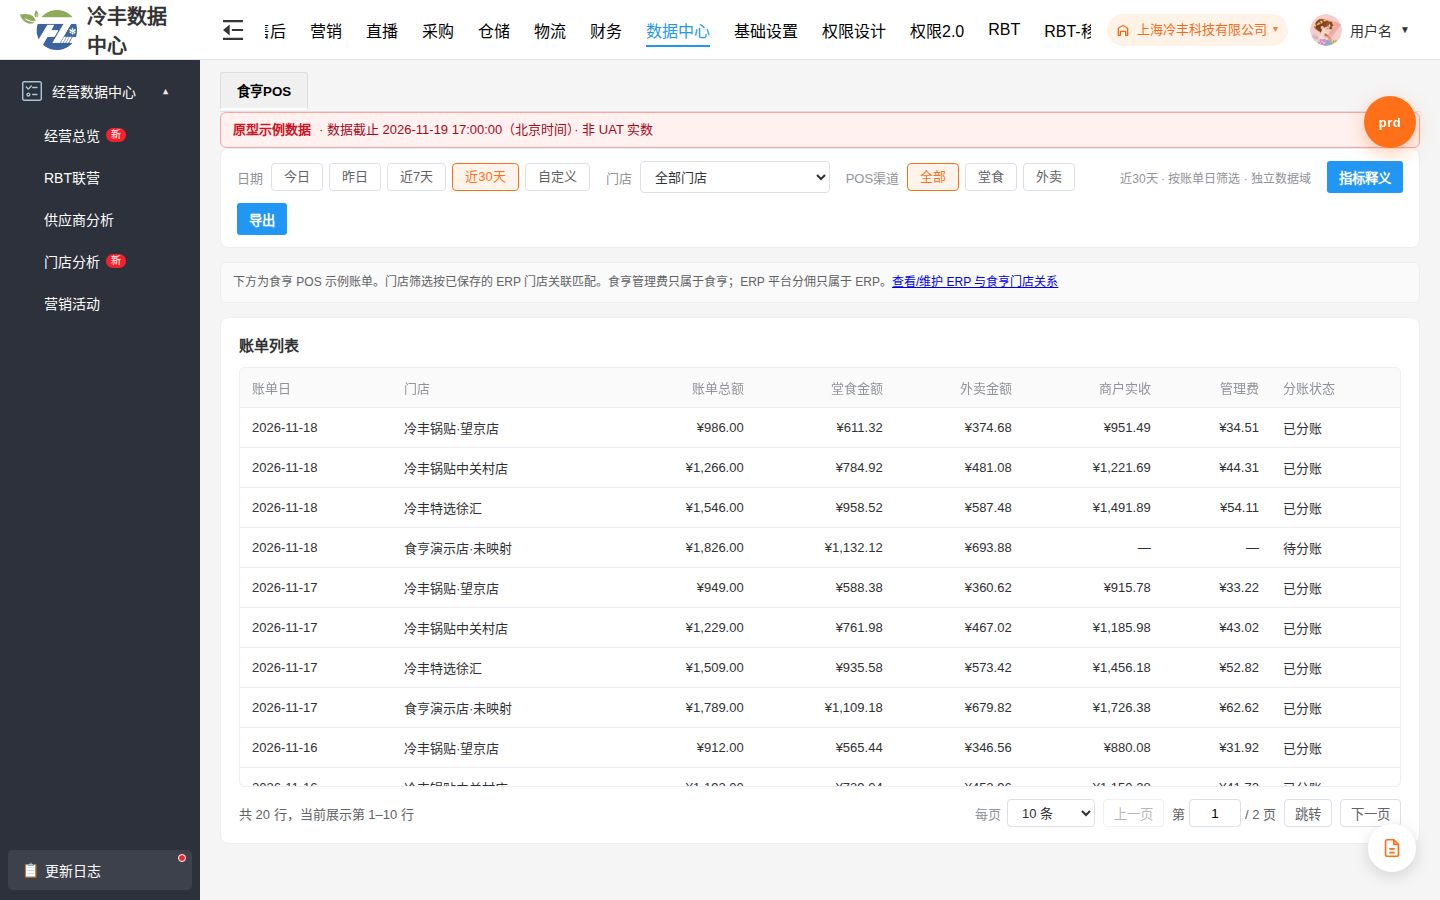 冷丰数据
中心
售后 营销 直播 采购 仓储 物流 财务 数据中心 基础设置 权限设计 权限2.0 RBT RBT-移
上海冷丰科技有限公司 ▾
用户名 ▼
经营数据中心 ▲
经营总览 新
RBT联营
供应商分析
门店分析 新
营销活动
更新日志
食亨POS
prd
原型示例数据 · 数据截止 2026-11-19 17:00:00（北京时间）· 非 UAT 实数
日期 今日 昨日 近7天 近30天 自定义 门店 全部门店 POS渠道 全部 堂食 外卖 近30天 · 按账单日筛选 · 独立数据域 指标释义
导出
下方为食亨 POS 示例账单。门店筛选按已保存的 ERP 门店关联匹配。食亨管理费只属于食亨；ERP 平台分佣只属于 ERP。查看/维护 ERP 与食亨门店关系
账单列表
账单日 门店 账单总额 堂食金额 外卖金额 商户实收 管理费 分账状态
2026-11-18 冷丰锅贴·望京店 ¥986.00 ¥611.32 ¥374.68 ¥951.49 ¥34.51 已分账
2026-11-18 冷丰锅贴中关村店 ¥1,266.00 ¥784.92 ¥481.08 ¥1,221.69 ¥44.31 已分账
2026-11-18 冷丰特选徐汇 ¥1,546.00 ¥958.52 ¥587.48 ¥1,491.89 ¥54.11 已分账
2026-11-18 食亨演示店·未映射 ¥1,826.00 ¥1,132.12 ¥693.88 — — 待分账
2026-11-17 冷丰锅贴·望京店 ¥949.00 ¥588.38 ¥360.62 ¥915.78 ¥33.22 已分账
2026-11-17 冷丰锅贴中关村店 ¥1,229.00 ¥761.98 ¥467.02 ¥1,185.98 ¥43.02 已分账
2026-11-17 冷丰特选徐汇 ¥1,509.00 ¥935.58 ¥573.42 ¥1,456.18 ¥52.82 已分账
2026-11-17 食亨演示店·未映射 ¥1,789.00 ¥1,109.18 ¥679.82 ¥1,726.38 ¥62.62 已分账
2026-11-16 冷丰锅贴·望京店 ¥912.00 ¥565.44 ¥346.56 ¥880.08 ¥31.92 已分账
共 20 行，当前展示第 1–10 行
每页 10 条 上一页 第 1 / 2 页 跳转 下一页